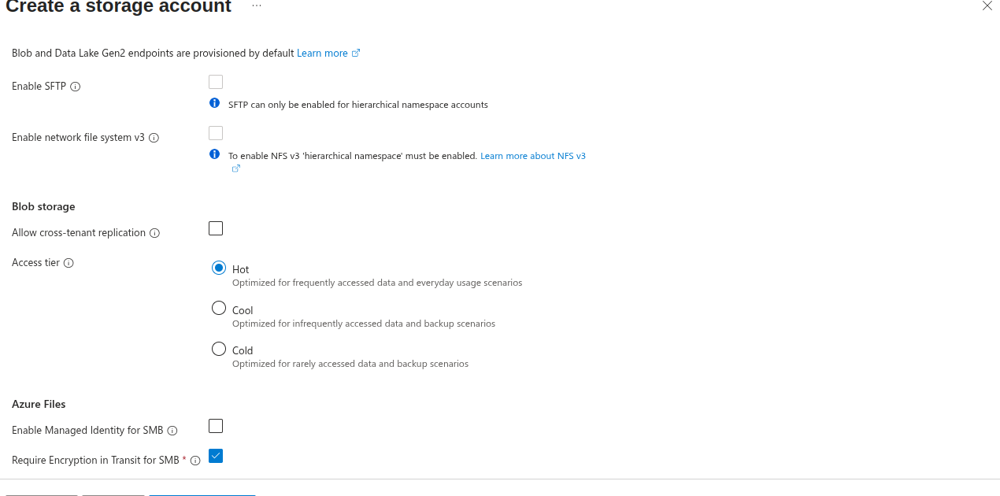 Create a storage account ...
Blob and Data Lake Gen2 endpoints are provisioned by default Learn more
Enable SFTP
SFTP can only be enabled for hierarchical namespace accounts
Enable network file system v3
To enable NFS v3 'hierarchical namespace' must be enabled. Learn more about NFS v3
Blob storage
Allow cross-tenant replication
Access tier
Hot
Optimized for frequently accessed data and everyday usage scenarios
Cool
Optimized for infrequently accessed data and backup scenarios
Cold
Optimized for rarely accessed data and backup scenarios
Azure Files
Enable Managed Identity for SMB
Require Encryption in Transit for SMB *